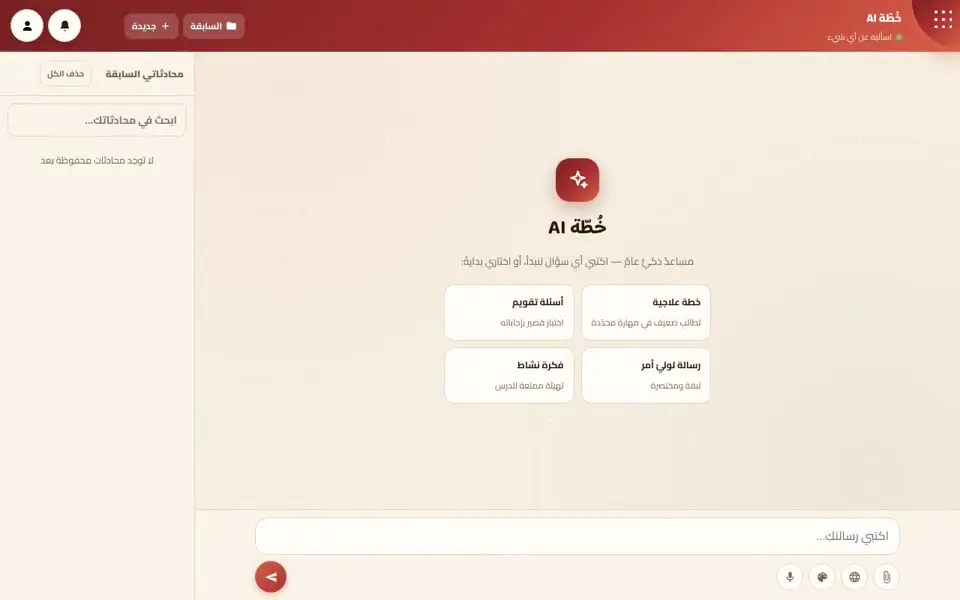 خُطّة AI
اسأليه عن أي شيء
السابقة
+ جديدة
محادثاتي السابقة
حذف الكل
ابحث في محادثاتك...
لا توجد محادثات محفوظة بعد
خُطّة AI
مساعدٌ ذكيٌّ عامّ — اكتبي أي سؤال لنبدأ، أو اختاري بدايةً:
خطة علاجية
لطالب ضعيف في مهارة محدّدة
أسئلة تقويم
اختبار قصير بإجاباته
رسالة لوليّ أمر
لبقة ومختصرة
فكرة نشاط
تهيئة ممتعة للدرس
اكتبي رسالتكِ...